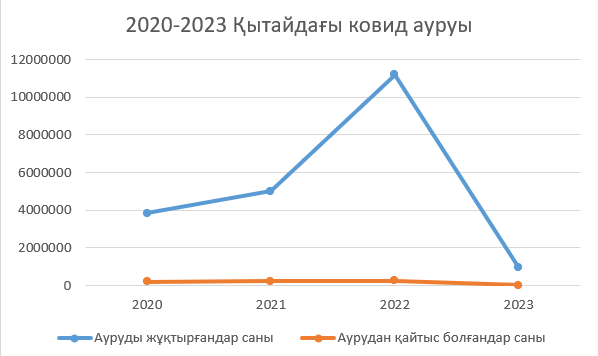 2020-2023 Қытайдағы ковид ауруы
12000000
10000000
8000000
6000000
4000000
2000000
0
2020 2021 2022 2023
Ауруды жұқтырғандар саны Аурудан қайтыс болғандар саны